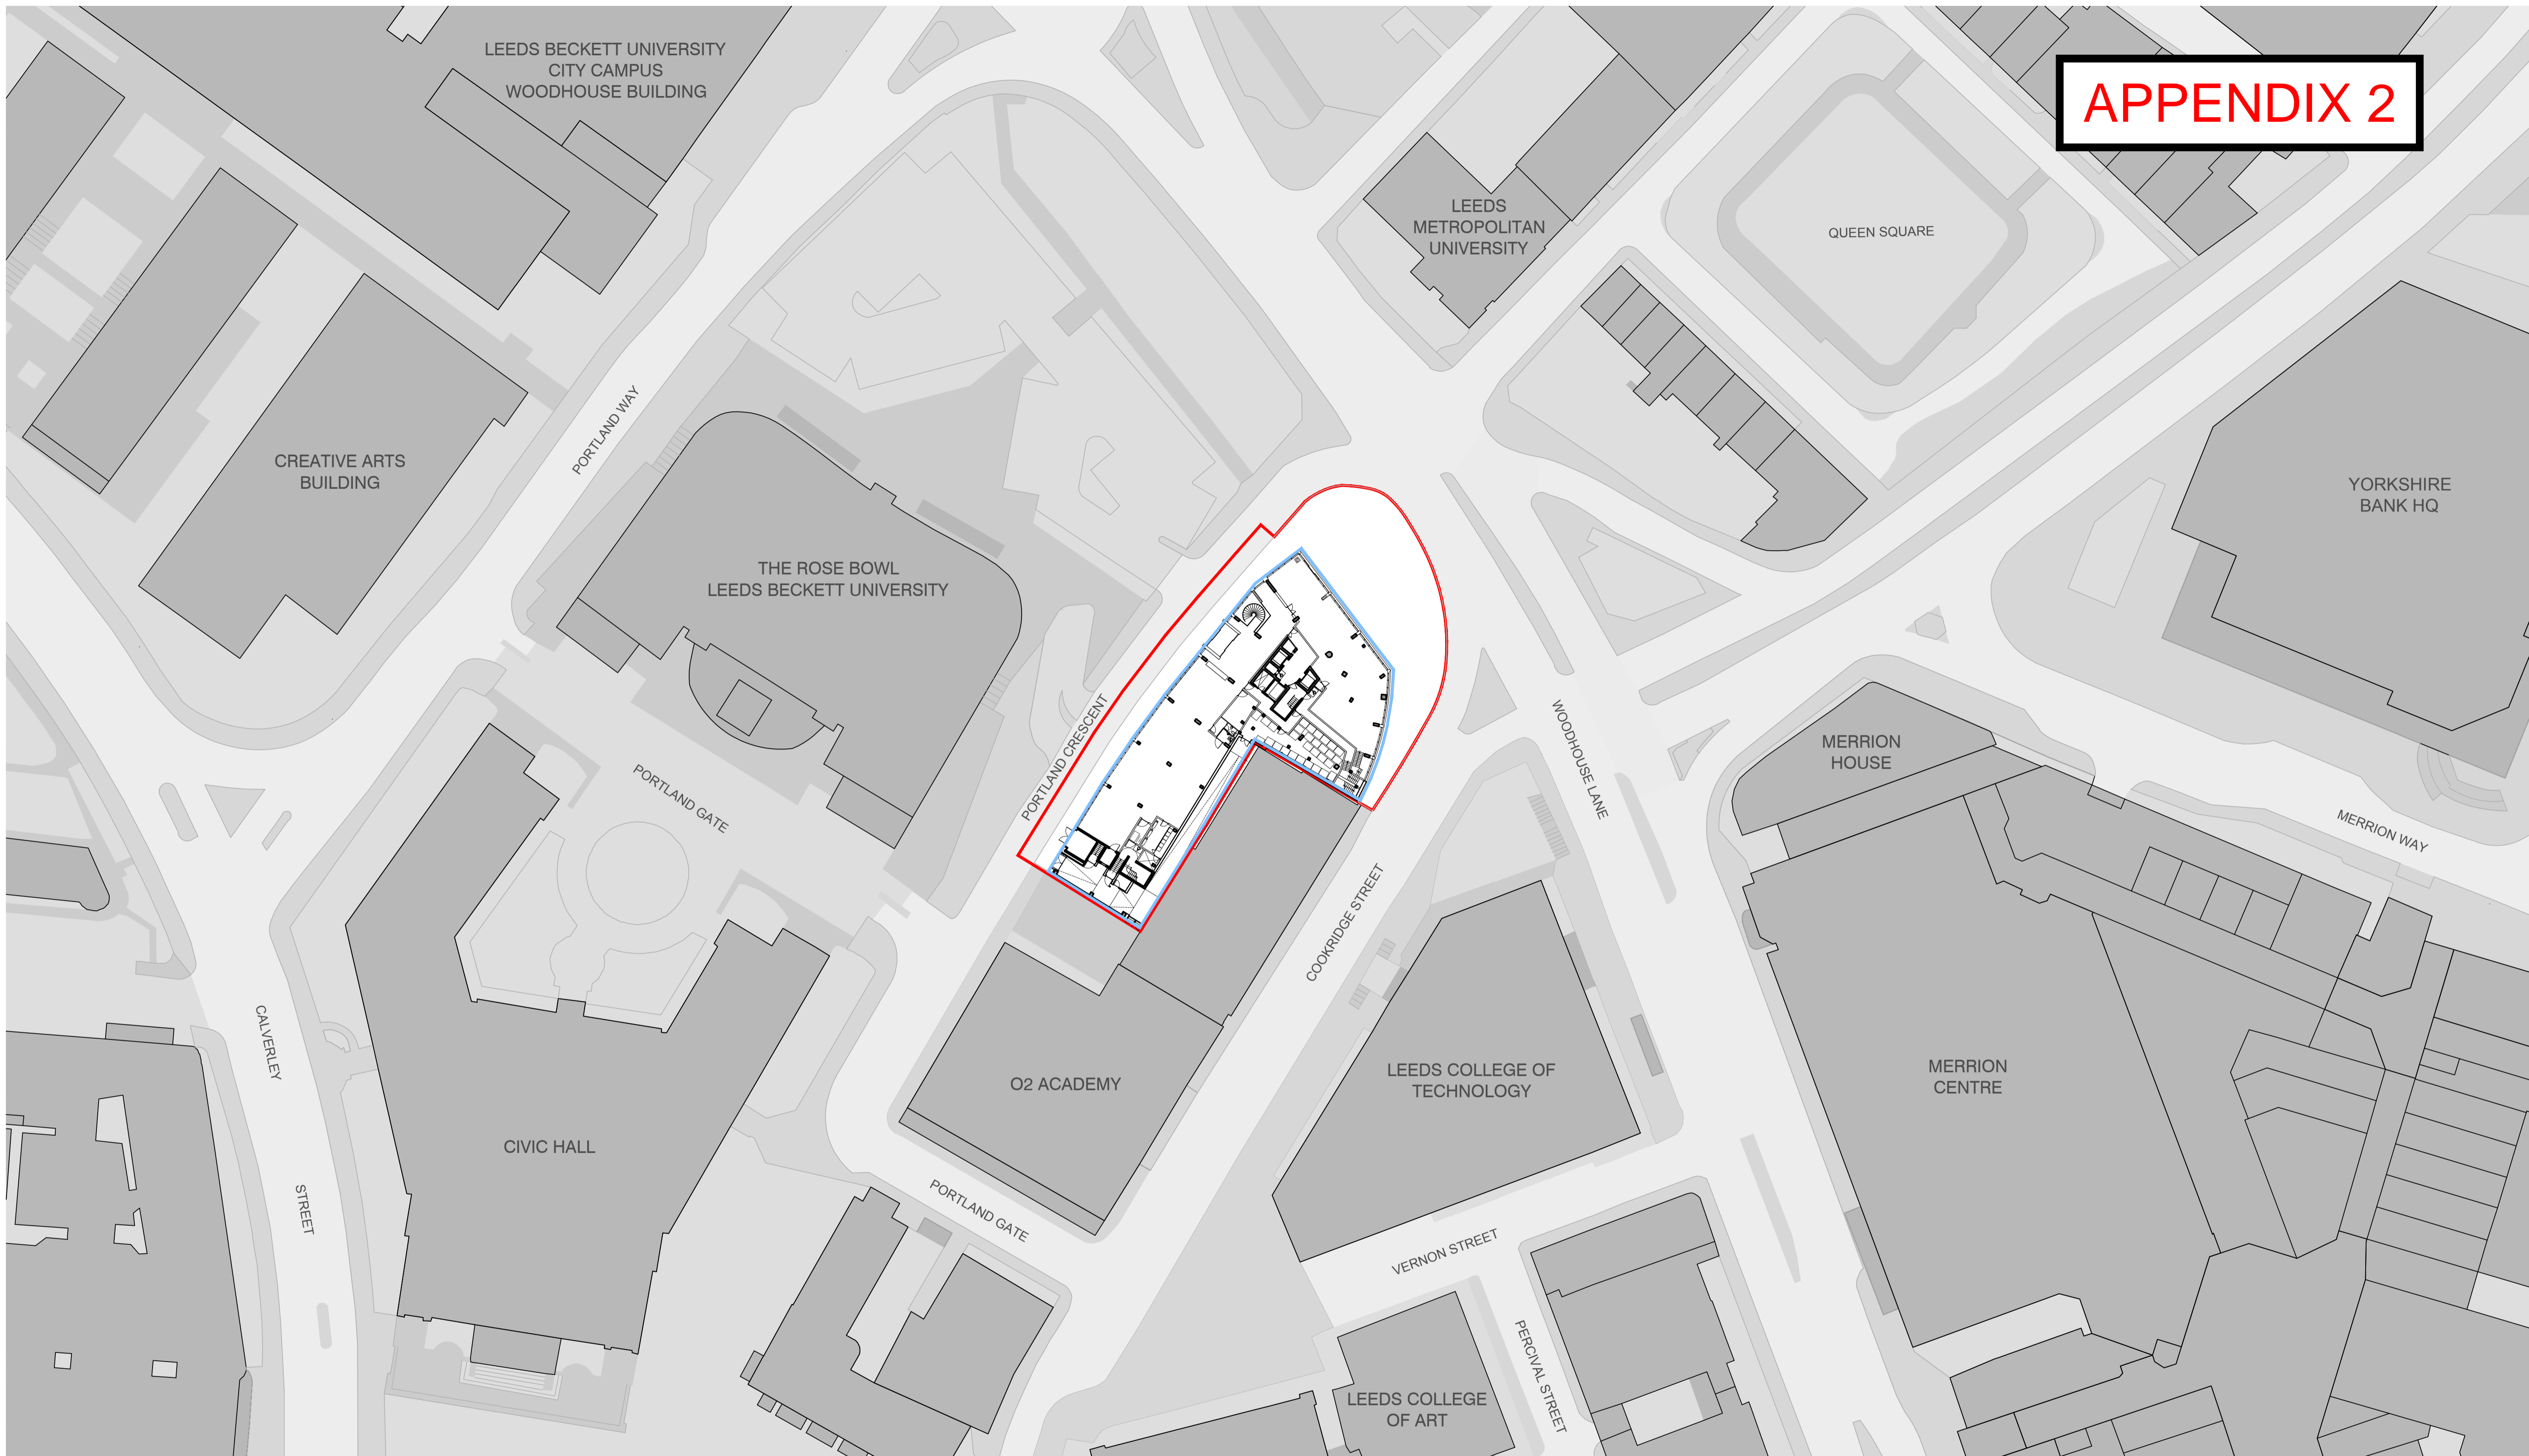 LEEDS BECKETT UNIVERSITY
CITY CAMPUS
WOODHOUSE BUILDING
APPENDIX 2
LEEDS
METROPOLITAN
UNIVERSITY
QUEEN SQUARE
PORTLAND WAY
CREATIVE ARTS
BUILDING
YORKSHIRE
BANK HQ
THE ROSE BOWL
LEEDS BECKETT UNIVERSITY
PORTLAND CRESCENT
WOODHOUSE LANE
MERRION
HOUSE
PORTLAND GATE
MERRION WAY
COOKRIDGE STREET
CALVERLEY
STREET
O2 ACADEMY
LEEDS COLLEGE OF
TECHNOLOGY
MERRION
CENTRE
CIVIC HALL
PORTLAND GATE
VERNON STREET
PERCIVAL STREET
LEEDS COLLEGE
OF ART